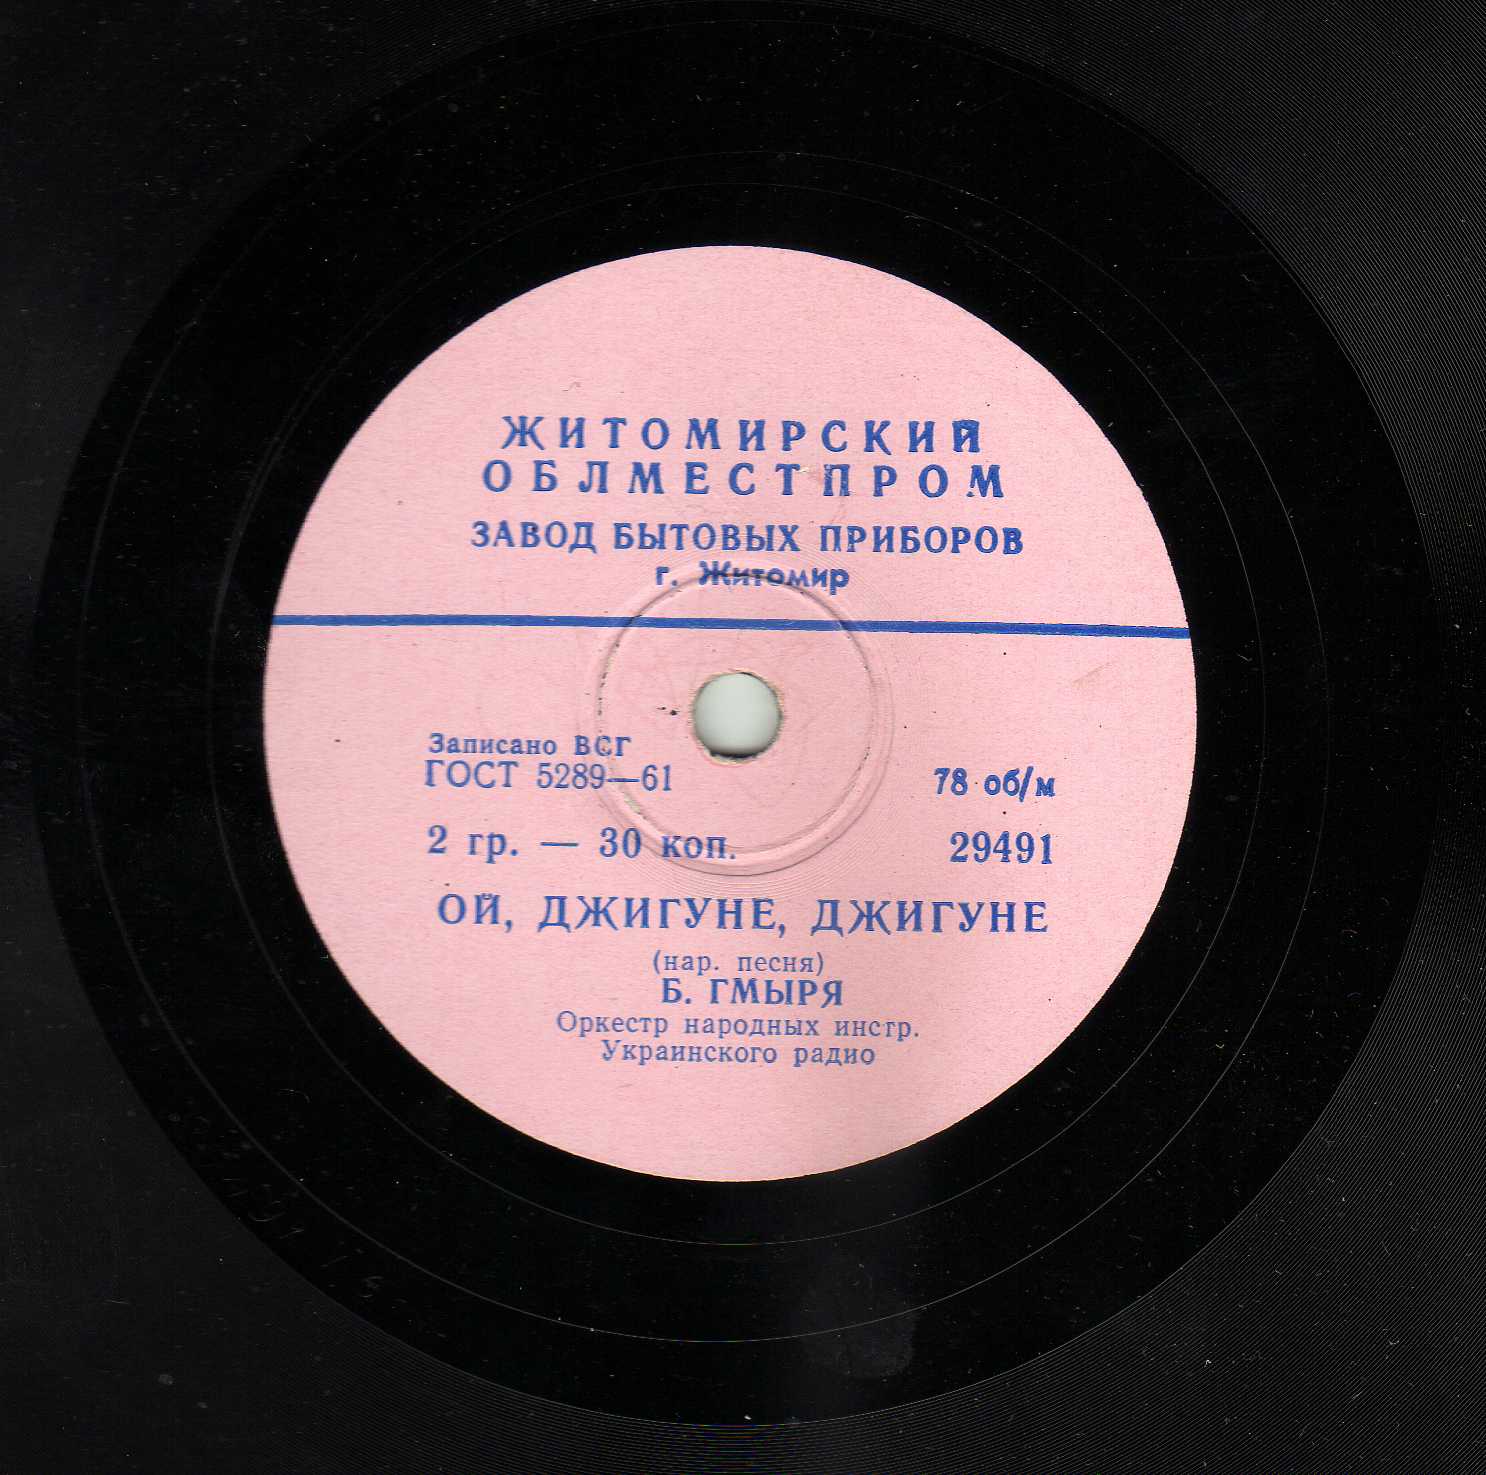 ЖИТОМИРСКИЙ
ОБЛМЕСТПРОМ
ЗАВОД БЫТОВЫХ ПРИБОРОВ
г. Житомир
Записано ВСГ
ГОСТ 5289—61
78 об/м
2 гр. — 30 коп.
29491
ОЙ, ДЖИГУНЕ, ДЖИГУНЕ
(нар. песня)
Б. ГМЫРЯ
Оркестр народных инстр.
Украинского радио